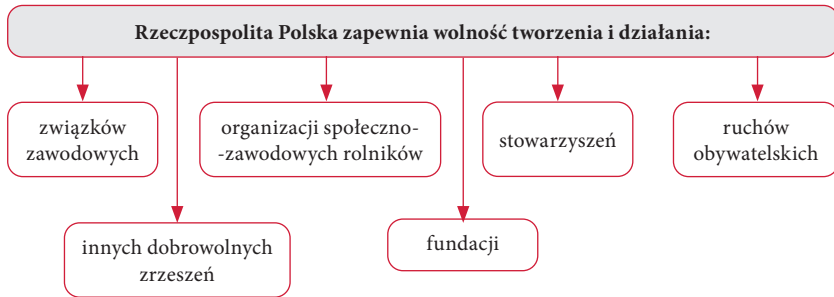 Rzeczpospolita Polska zapewnia wolność tworzenia i działania:
związków
zawodowych
organizacji społeczno-
-zawodowych rolników
stowarzyszeń
ruchów
obywatelskich
innych dobrowolnych
zrzeszeń
fundacji